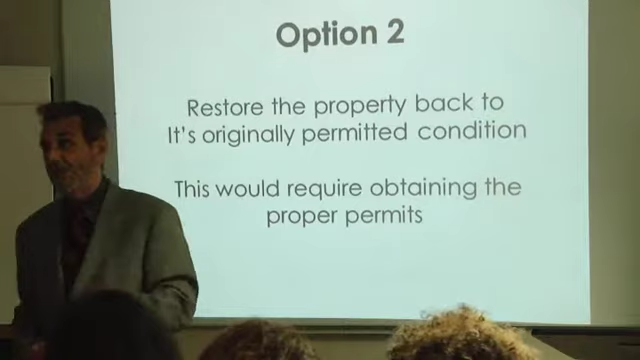 Option 2
Restore the property back to
It's originally permitted condition
This would require obtaining the
proper permits